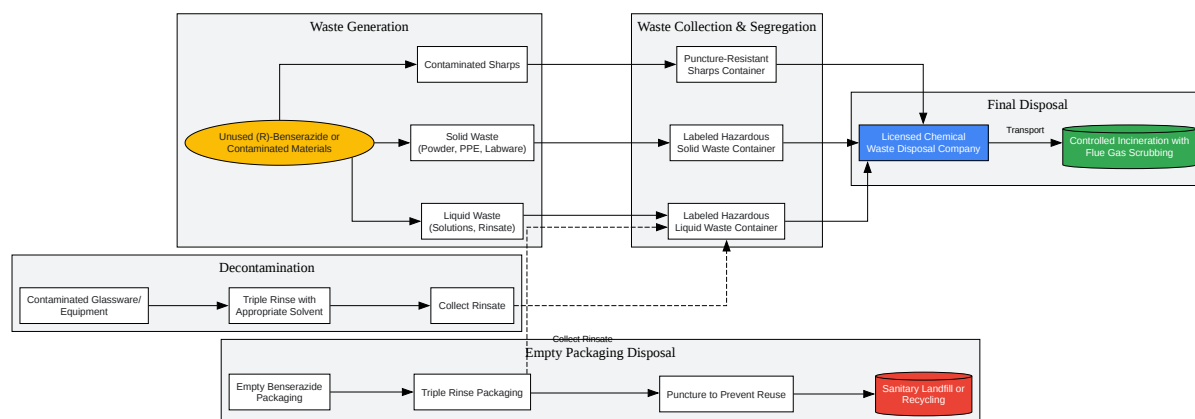 Waste Generation
Waste Collection & Segregation
Contaminated Sharps
Puncture-Resistant
Sharps Container
Final Disposal
Unused (R)-Benserazide or
Contaminated Materials
Solid Waste
(Powder, PPE, Labware)
Labeled Hazardous
Solid Waste Container
Licensed Chemical
Waste Disposal Company
Transport
Controlled Incineration with
Flue Gas Scrubbing
Liquid Waste
(Solutions, Rinsate)
Labeled Hazardous
Liquid Waste Container
Decontamination
Contaminated Glassware/
Equipment
Triple Rinse with
Appropriate Solvent
Collect Rinsate
Collect Rinsate
Empty Packaging Disposal
Empty Benserazide
Packaging
Triple Rinse Packaging
Puncture to Prevent Reuse
Sanitary Landfill or
Recycling